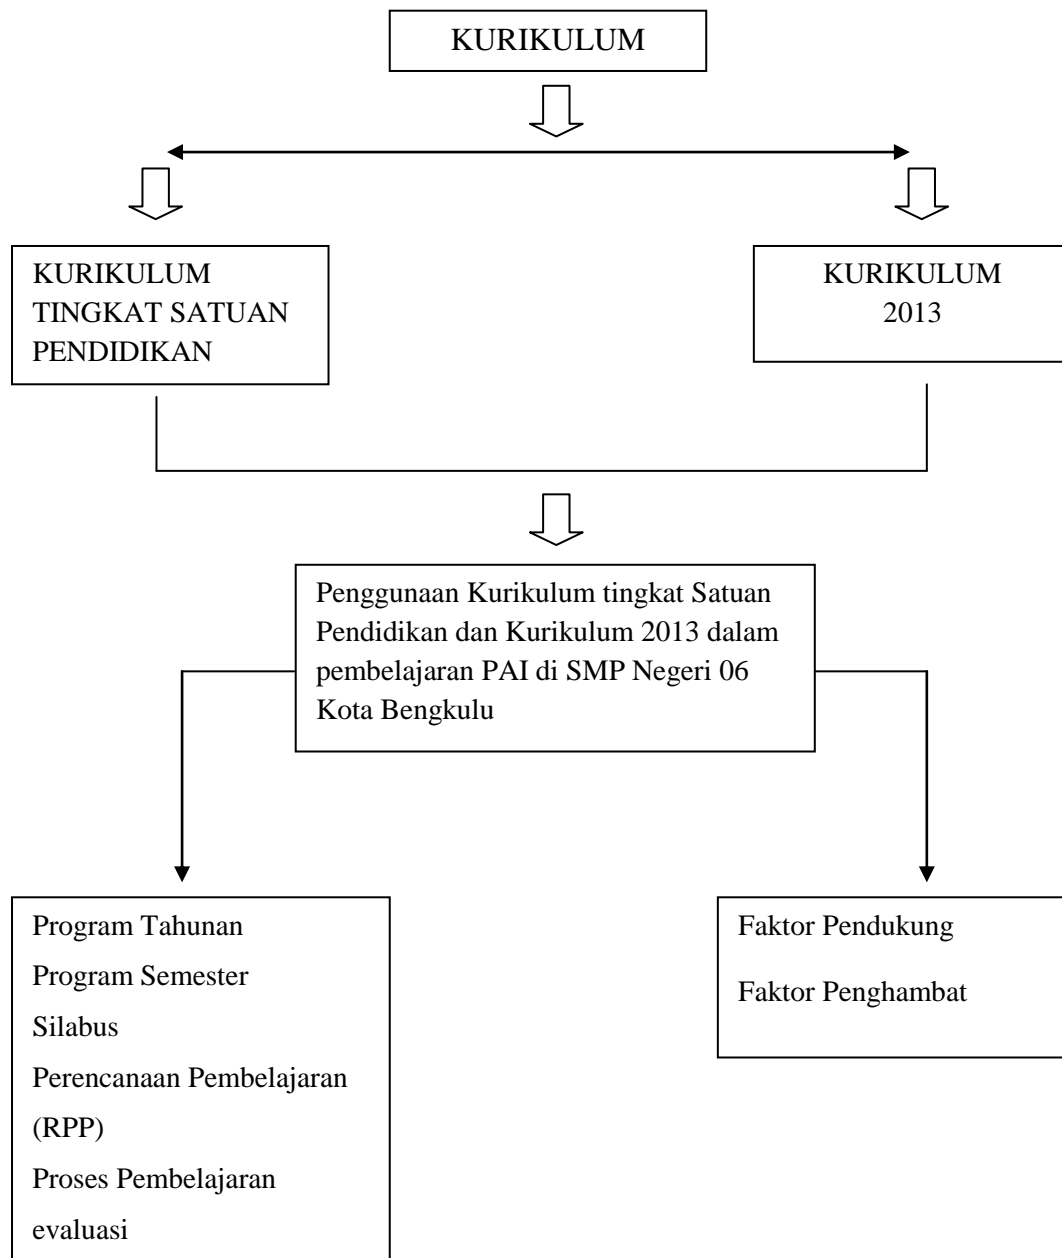 KURIKULUM
KURIKULUM
TINGKAT SATUAN
PENDIDIKAN
KURIKULUM
2013
Penggunaan Kurikulum tingkat Satuan
Pendidikan dan Kurikulum 2013 dalam
pembelajaran PAI di SMP Negeri 06
Kota Bengkulu
Program Tahunan
Program Semester
Silabus
Perencanaan Pembelajaran
(RPP)
Proses Pembelajaran
evaluasi
Faktor Pendukung
Faktor Penghambat